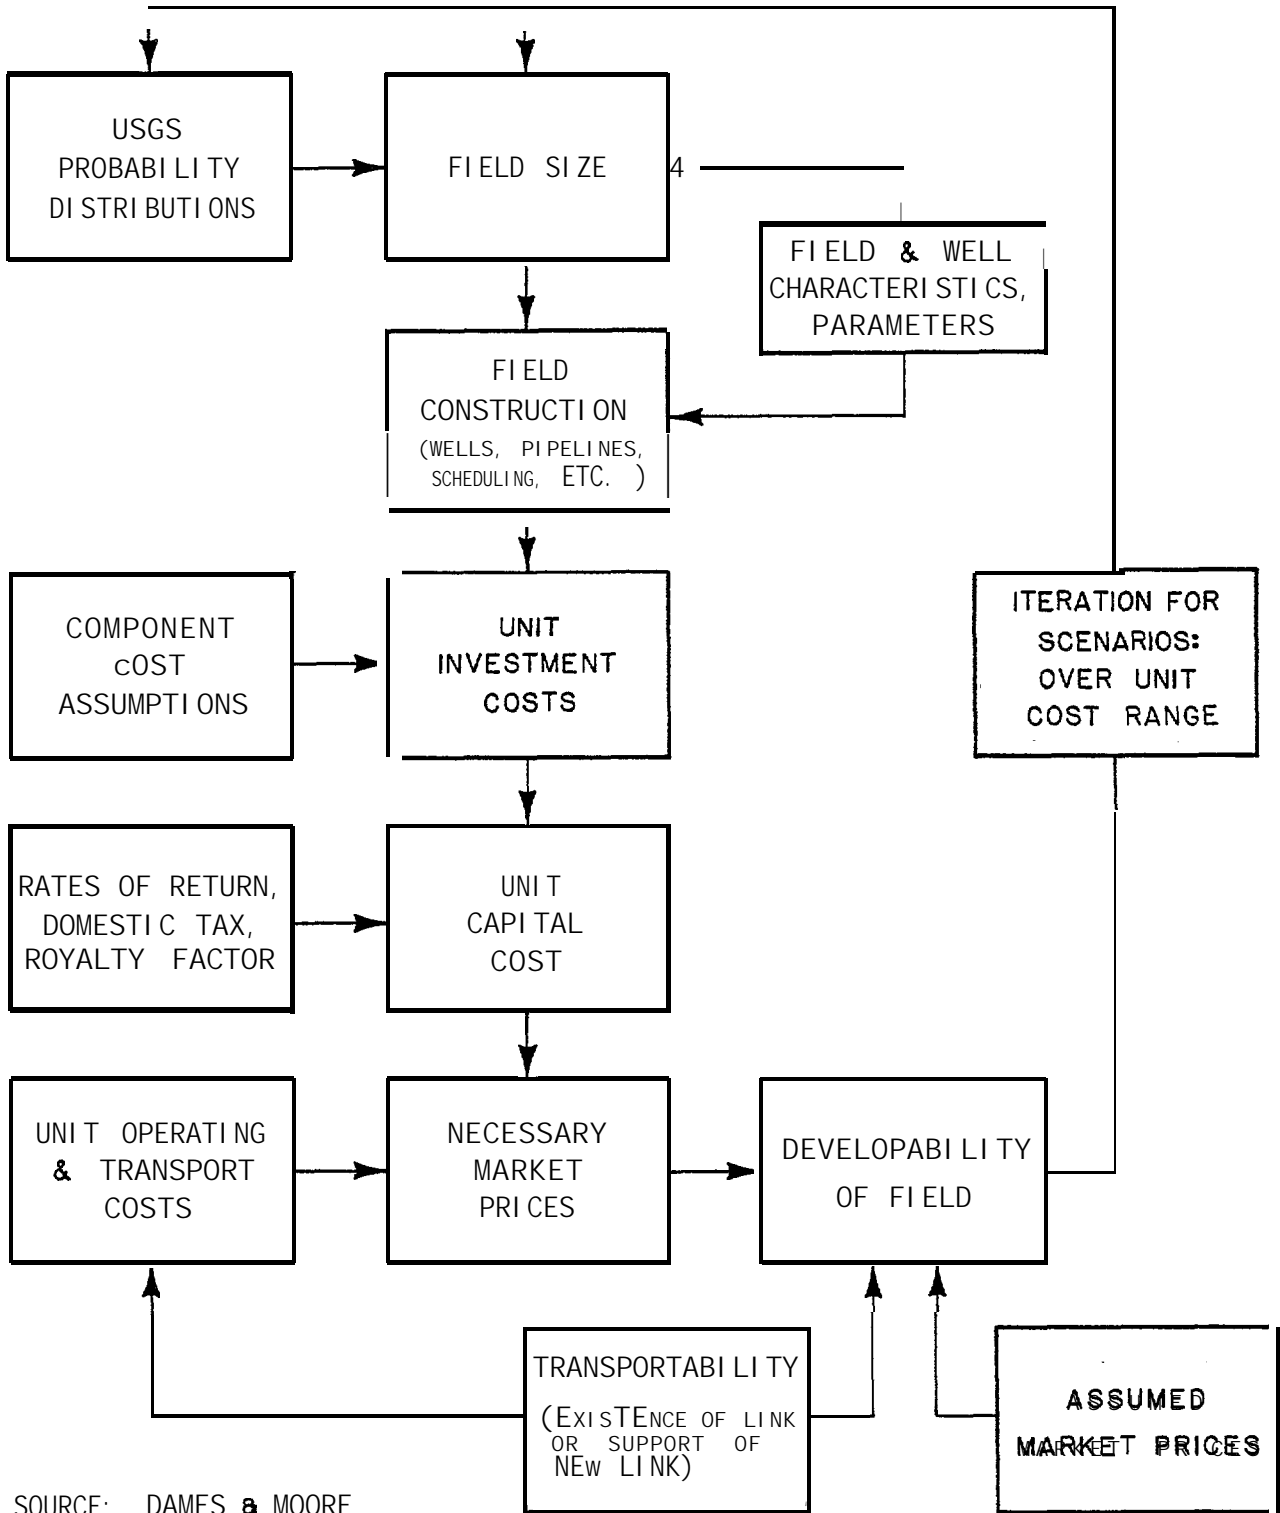 USGS
PROBABILITY
DISTRIBUTIONS
FIELD SIZE
4
FIELD & WELL
CHARACTERISTICS,
PARAMETERS
FIELD
CONSTRUCTION
(WELLS, PIPELINES,
SCHEDULING, ETC. )
COMPONENT
cOST
ASSUMPTIONS
UNIT
INVESTMENT
COSTS
ITERATION FOR
SCENARIOS:
OVER UNIT
COST RANGE
RATES OF RETURN,
DOMESTIC TAX,
ROYALTY FACTOR
UNIT
CAPITAL
COST
UNIT OPERATING
& TRANSPORT
COSTS
NECESSARY
MARKET
PRICES
DEVELOPABILITY
OF FIELD
TRANSPORTABILITY
(ExisTEnce OF LINK
OR SUPPORT OF
NEw LINK)
ASSUMED
MARKET PRICES
SOURCE: DAMES & MOORE